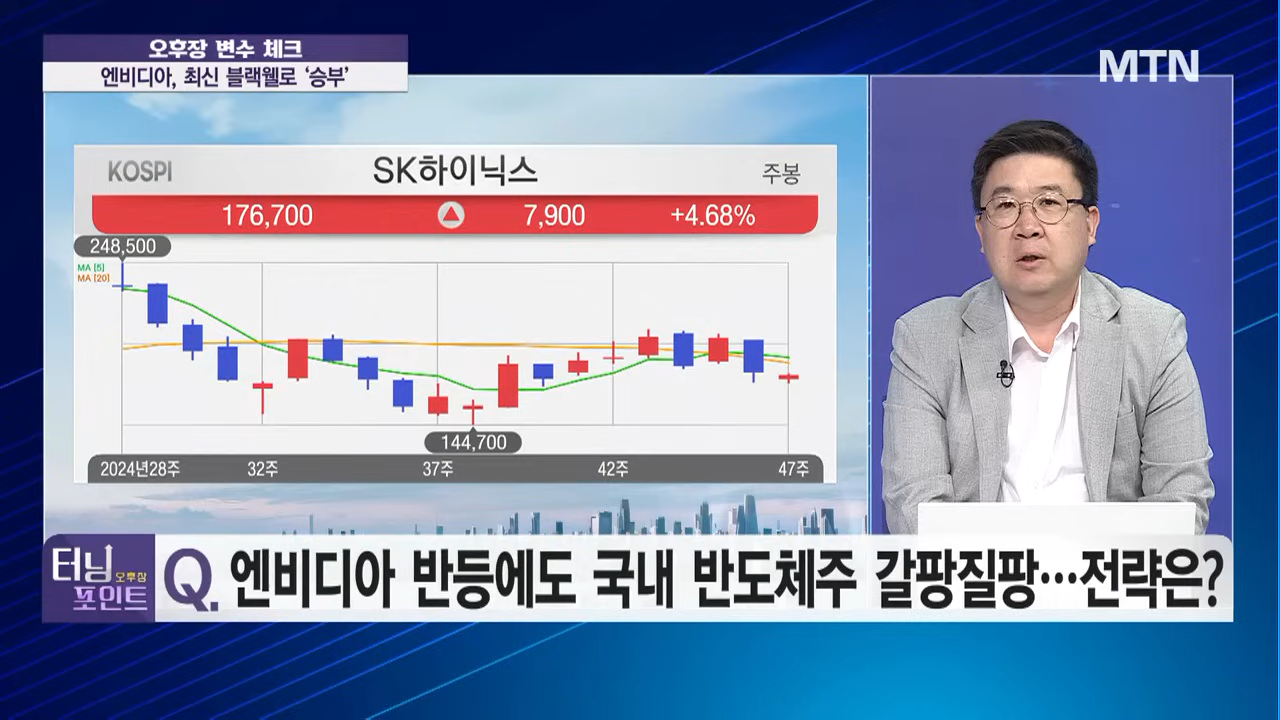 오후장 변수 체크
엔비디아, 최신 블랙웰로 ‘승부’
MTN
KOSPI
SK하이닉스
주봉
176,700 7,900 +4.68%
248,500
MA [5]
MA [20]
144,700
2024년28주 32주 37주 42주 47주
터닝 오후장
포인트
Q. 엔비디아 반등에도 국내 반도체주 갈팡질팡…전략은?